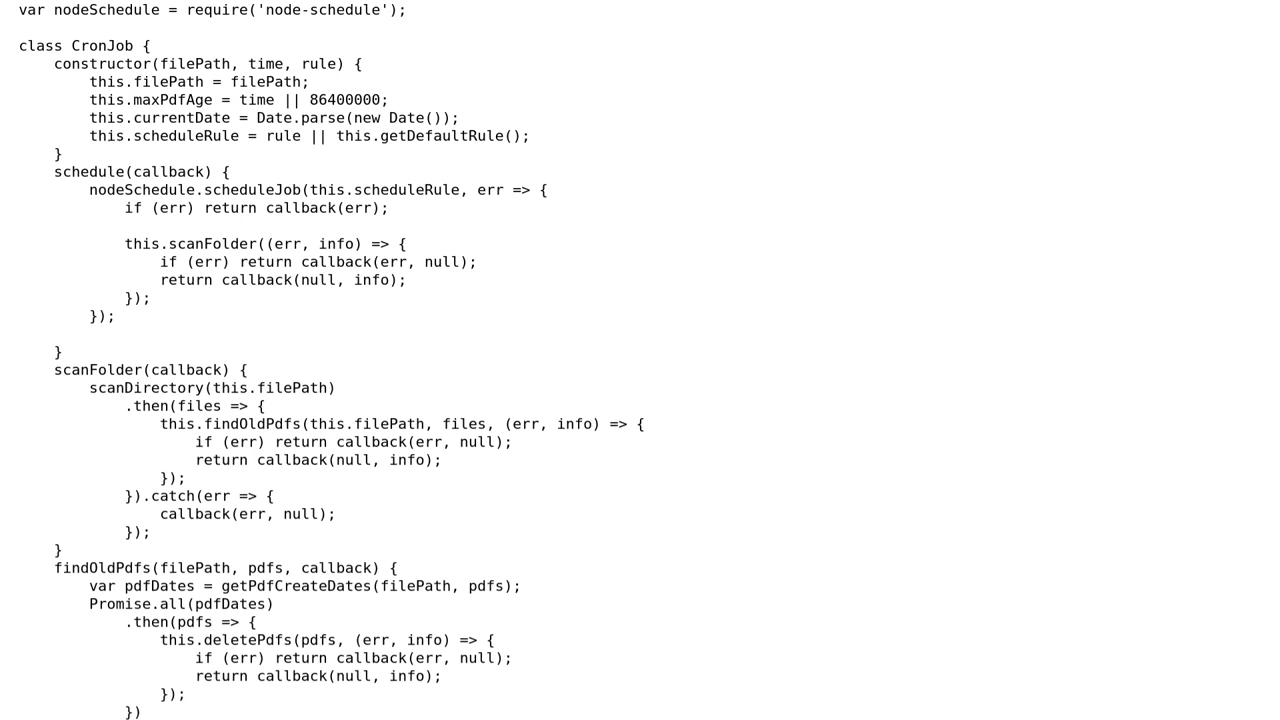 var nodeSchedule = require('node-schedule');

class CronJob {
    constructor(filePath, time, rule) {
        this.filePath = filePath;
        this.maxPdfAge = time || 86400000;
        this.currentDate = Date.parse(new Date());
        this.scheduleRule = rule || this.getDefaultRule();
    }
    schedule(callback) {
        nodeSchedule.scheduleJob(this.scheduleRule, err => {
            if (err) return callback(err);

            this.scanFolder((err, info) => {
                if (err) return callback(err, null);
                return callback(null, info);
            });
        });

    }
    scanFolder(callback) {
        scanDirectory(this.filePath)
            .then(files => {
                this.findOldPdfs(this.filePath, files, (err, info) => {
                    if (err) return callback(err, null);
                    return callback(null, info);
                });
            }).catch(err => {
                callback(err, null);
            });
    }
    findOldPdfs(filePath, pdfs, callback) {
        var pdfDates = getPdfCreateDates(filePath, pdfs);
        Promise.all(pdfDates)
            .then(pdfs => {
                this.deletePdfs(pdfs, (err, info) => {
                    if (err) return callback(err, null);
                    return callback(null, info);
                });
            })